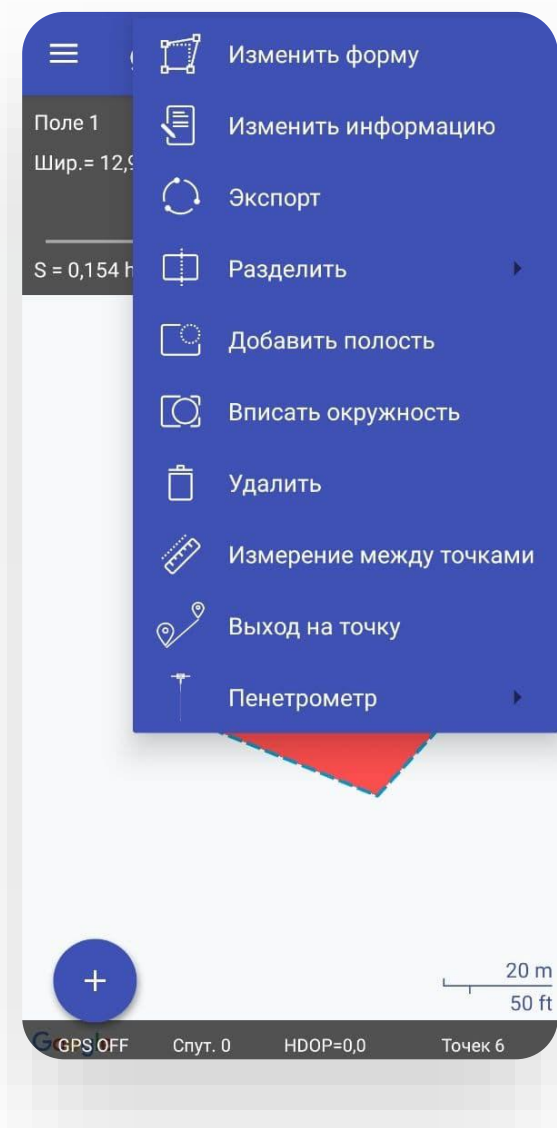 Изменить форму
Поле 1
Изменить информацию
Шир.= 12,9
Экспорт
S = 0,154 h
Разделить
Добавить полость
Вписать окружность
Удалить
Измерение между точками
Выход на точку
Пенетрометр
+
20 m
50 ft
Google
GPS OFF Спут. 0 HDOP=0,0 Точек 6